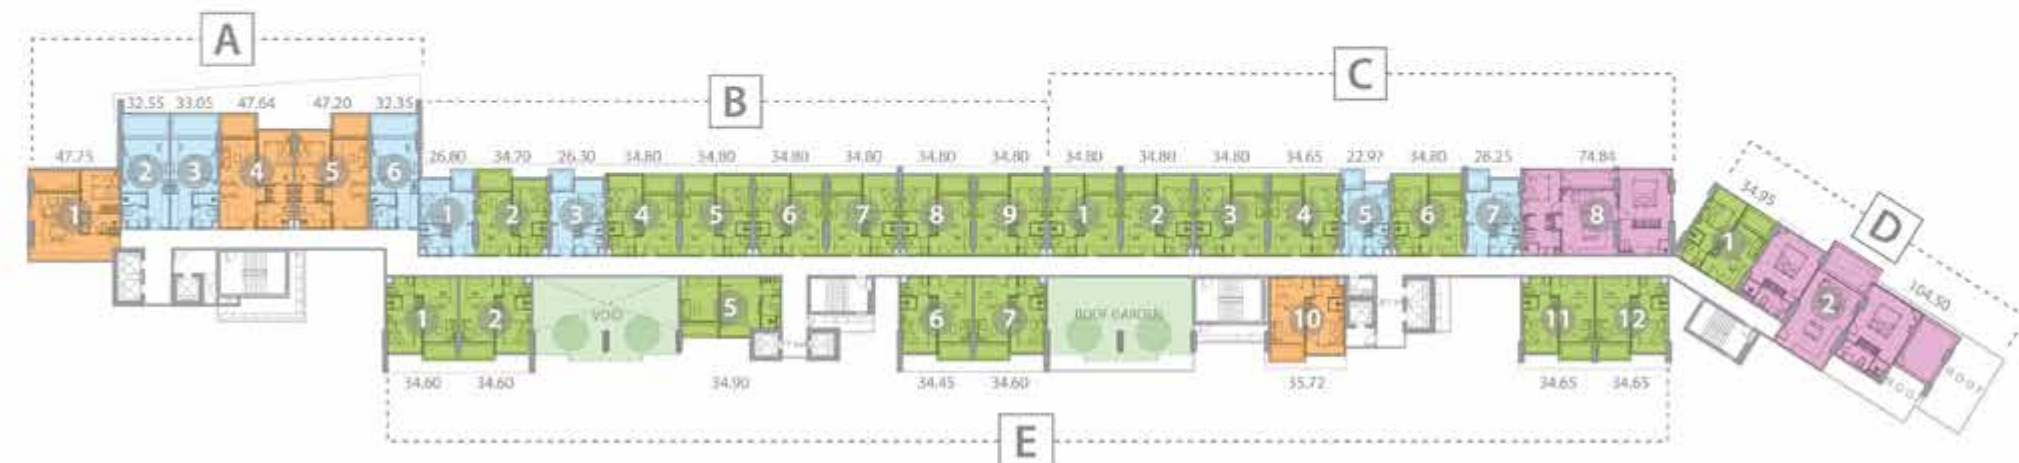 A
C
B
32.55 33.05 47.64 47.20 32.35
47.75
26.80 34.70 26.30 34.80 34.80 34.80 34.80 34.80 34.80 34.80 34.80 34.80 34.65 22.97 34.80 26.25 74.84
34.95
D
2 3 4 5 6
1
1 2 3 4 5 6 7 8 9 1 2 3 4 5 6 7 8
1
2
104.50
1 2 VOID 5 6 7 ROOF GARDEN 10 11 12
ROOF
ROOF
34.60 34.60 34.90 34.45 34.60 35.72 34.65 34.65
E